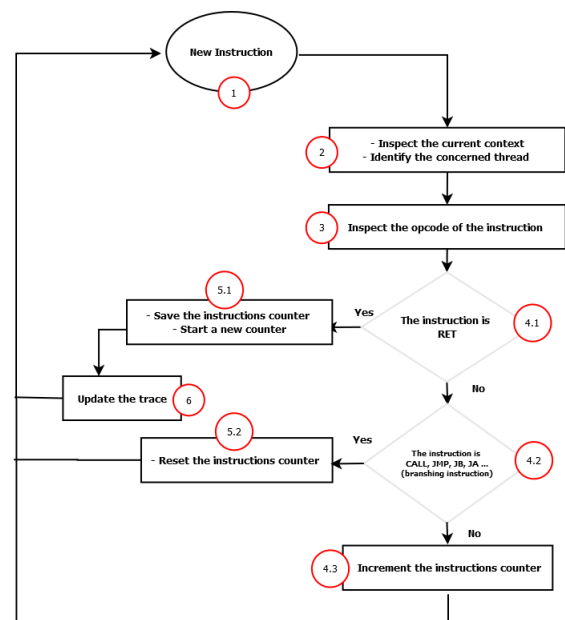 New Instruction
1
- Inspect the current context
- Identify the concerned thread
2
Inspect the opcode of the instruction
3
5.1
- Save the instructions counter
- Start a new counter
Yes
The instruction is
RET
4.1
No
Update the trace
6
5.2
- Reset the instructions counter
Yes
The instruction is
CALL, JMP, JB, JA ...
(branshing instruction)
4.2
No
4.3
Increment the instructions counter